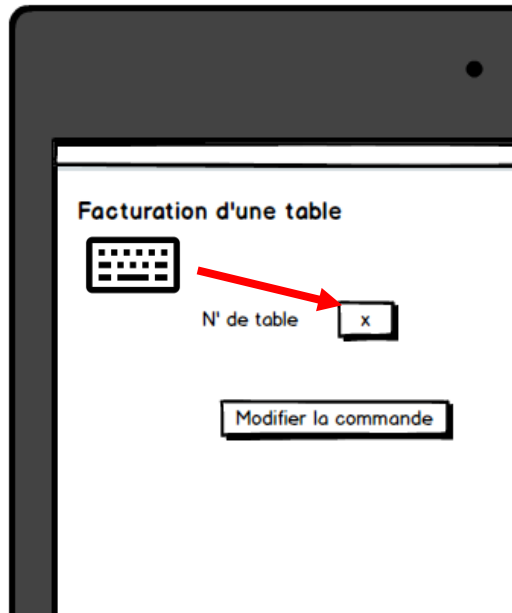 Facturation d'une table
N' de table x
Modifier la commande